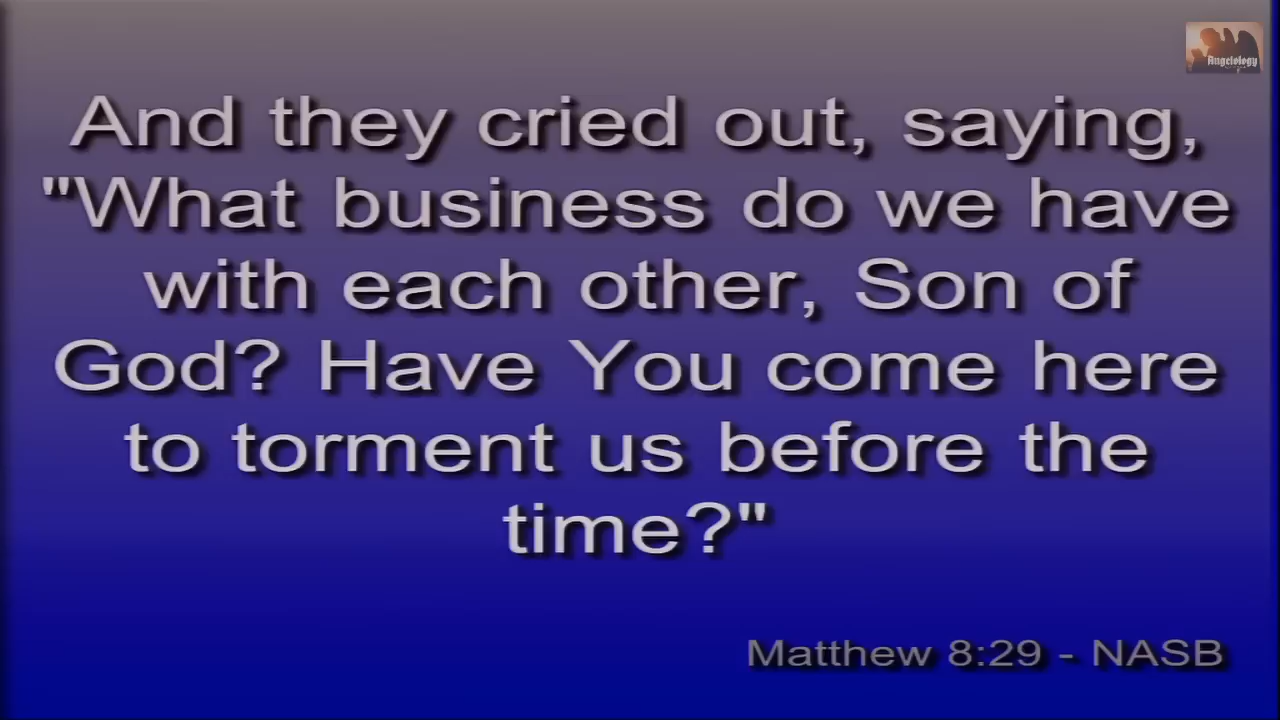 Angelology
And they cried out, saying,
"What business do we have
with each other, Son of
God? Have You come here
to torment us before the
time?"
Matthew 8:29 - NASB